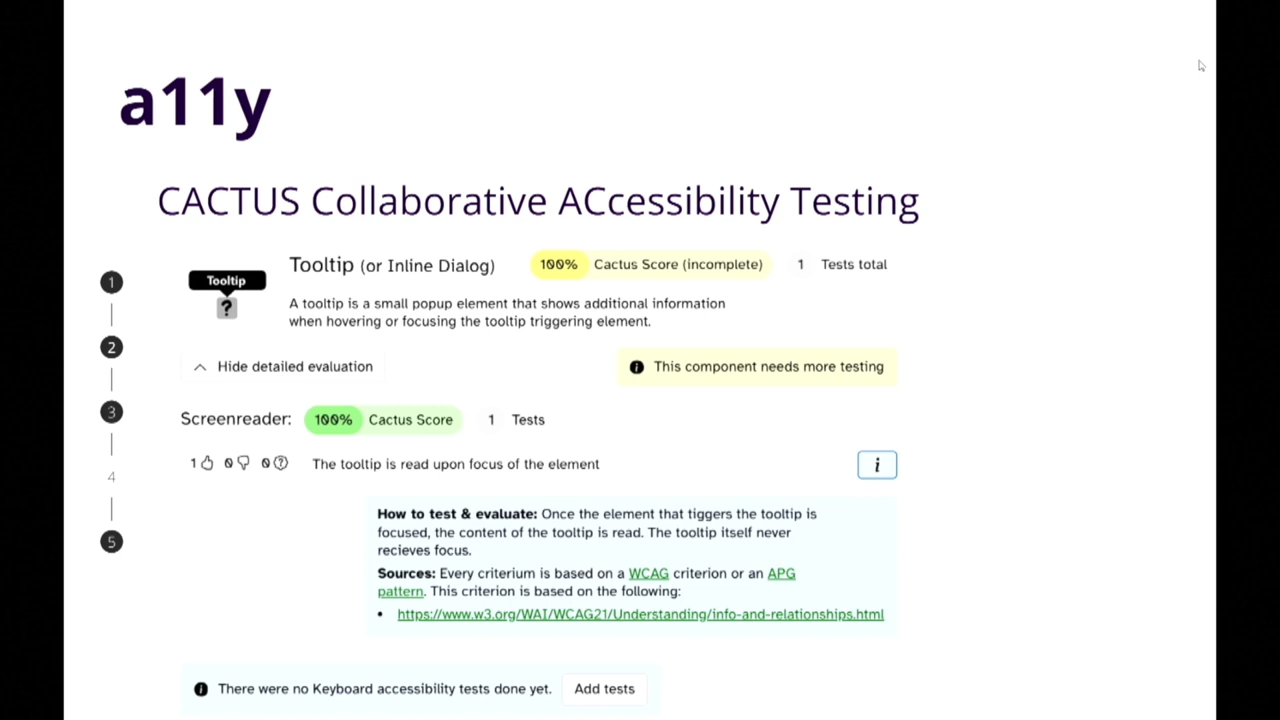 a11y
CACTUS Collaborative ACcessibility Testing
1
2
3
4
5
Tooltip
?
Tooltip (or Inline Dialog) 100% Cactus Score (incomplete) 1 Tests total
A tooltip is a small popup element that shows additional information
when hovering or focusing the tooltip triggering element.
Hide detailed evaluation
This component needs more testing
Screenreader: 100% Cactus Score 1 Tests
1 0 0 The tooltip is read upon focus of the element
i
How to test & evaluate: Once the element that tiggers the tooltip is
focused, the content of the tooltip is read. The tooltip itself never
recieves focus.
Sources: Every criterium is based on a WCAG criterion or an APG
pattern. This criterion is based on the following:
• https://www.w3.org/WAI/WCAG21/Understanding/info-and-relationships.html
There were no Keyboard accessibility tests done yet. Add tests